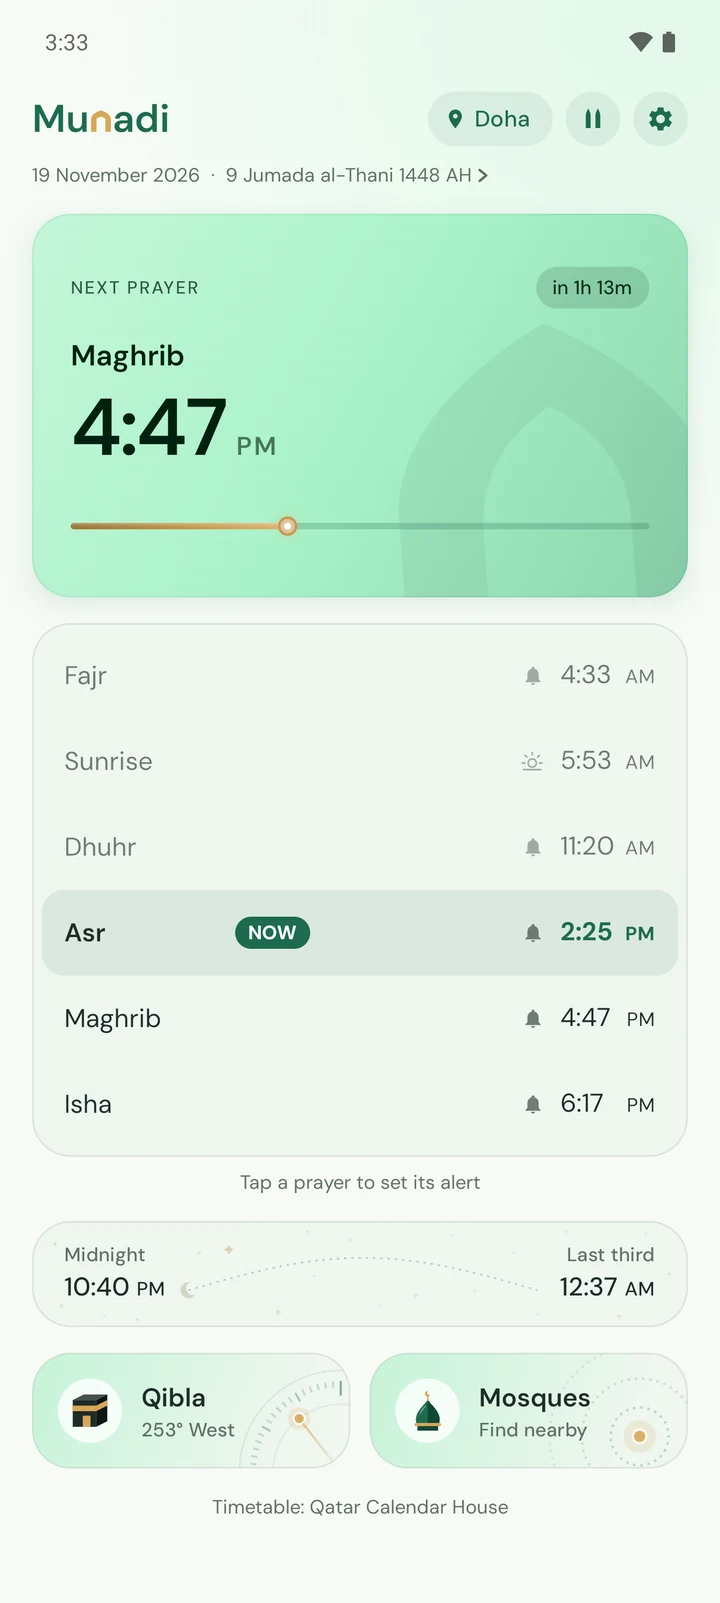 3:33
Munadi
Doha
19 November 2026 · 9 Jumada al-Thani 1448 AH >
NEXT PRAYER
in 1h 13m
Maghrib
4:47 PM
Fajr 4:33 AM
Sunrise 5:53 AM
Dhuhr 11:20 AM
Asr NOW 2:25 PM
Maghrib 4:47 PM
Isha 6:17 PM
Tap a prayer to set its alert
Midnight Last third
10:40 PM 12:37 AM
Qibla
253° West
Mosques
Find nearby
Timetable: Qatar Calendar House